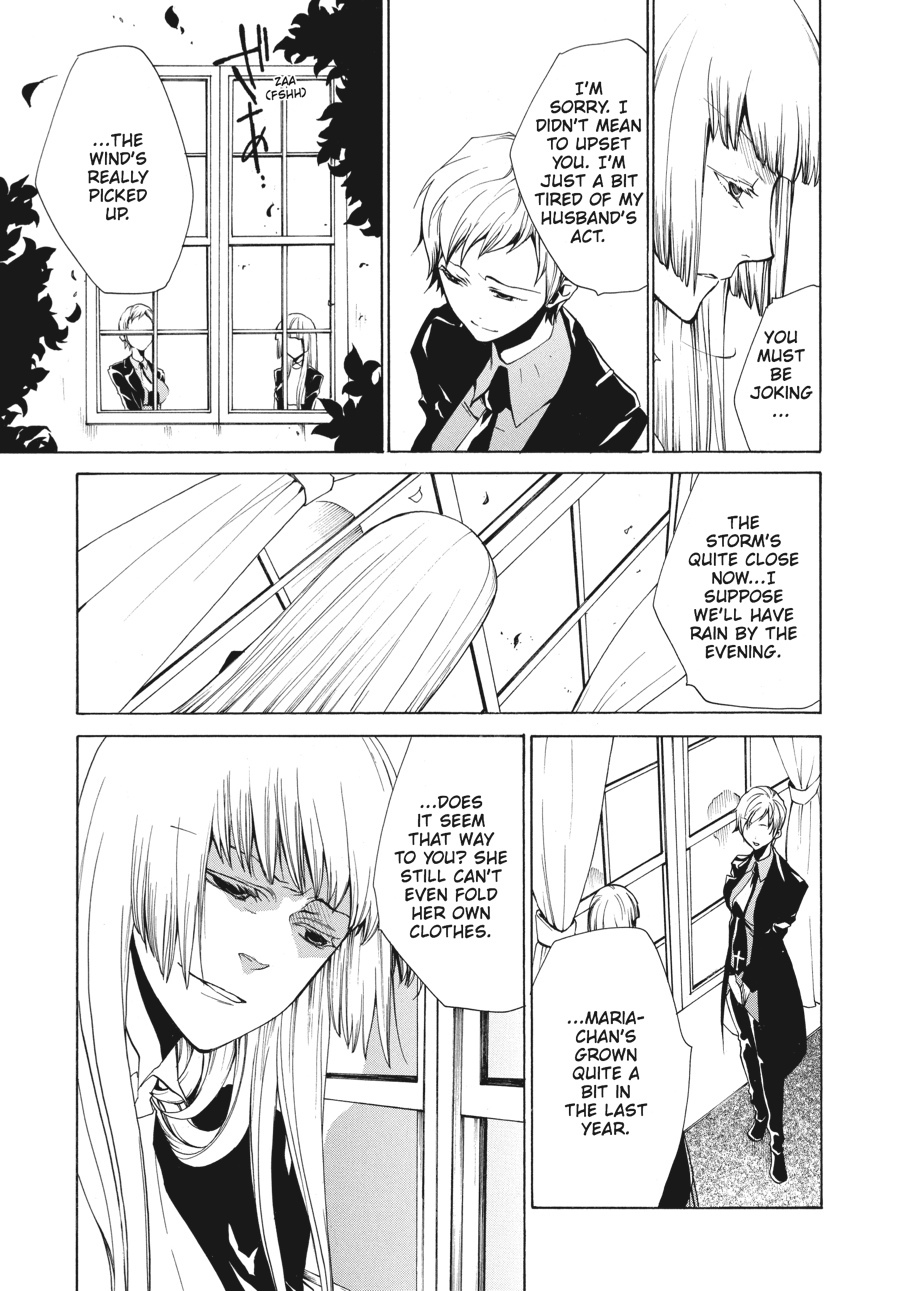 YOU
MUST
BE
JOKING
...
I'M
SORRY. I
DIDN'T MEAN
TO UPSET
YOU. I'M
JUST A BIT
TIRED OF MY
HUSBAND'S
ACT.
ザあ...
ZAA
(FSHH)
...THE
WIND'S
REALLY
PICKED
UP.
THE
STORM'S
QUITE CLOSE
NOW...I
SUPPOSE
WE'LL HAVE
RAIN BY THE
EVENING.
...MARIA-
CHAN'S
GROWN
QUITE A
BIT IN
THE LAST
YEAR.
...DOES
IT SEEM
THAT WAY
TO YOU? SHE
STILL CAN'T
EVEN FOLD
HER OWN
CLOTHES.